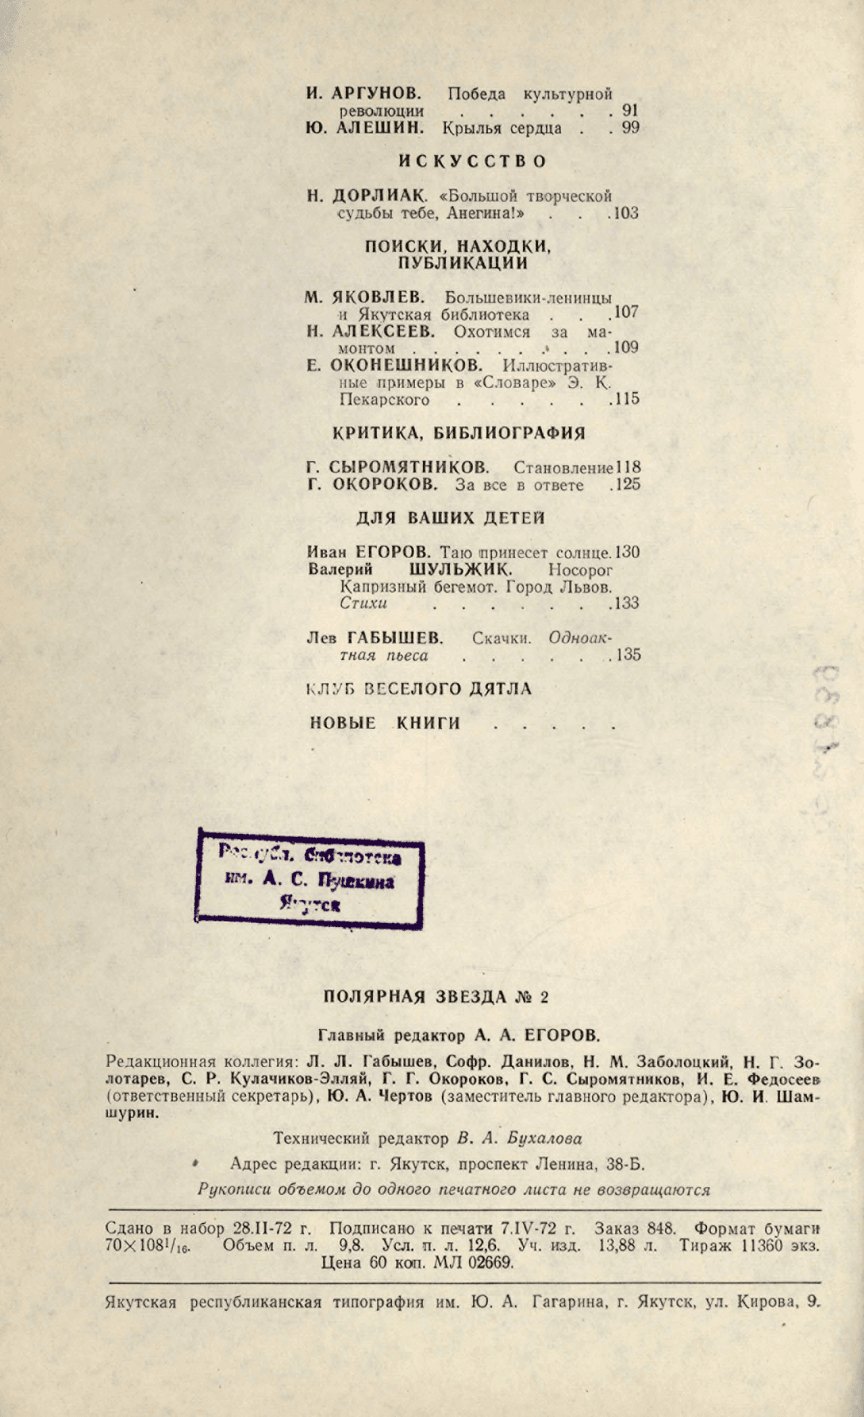 И. АРГУНОВ. Победа культурной
революции . . . . . . 91
Ю. АЛЕШИН. Крылья сердца . . 99
ИСКУССТВО
Н. ДОРЛИАК. «Большой творческой
судьбы тебе, Анегина!» . . . 103
ПОИСКИ, НАХОДКИ,
ПУБЛИКАЦИИ
М. ЯКОВЛЕВ. Большевики-ленинцы
и Якутская библиотека . . . 107
Н. АЛЕКСЕЕВ. Охотимся за ма-
монтом . . . . . . . . . . 109
Е. ОКОНЕШНИКОВ. Иллюстратив-
ные примеры в «Словаре» Э. К.
Пекарского . . . . . . 115
КРИТИКА, БИБЛИОГРАФИЯ
Г. СЫРОМЯТНИКОВ. Становление 118
Г. ОКОРОКОВ. За все в ответе . 125
ДЛЯ ВАШИХ ДЕТЕЙ
Иван ЕГОРОВ. Таю принесет солнце. 130
Валерий ШУЛЬЖИК. Носорог
Капризный бегемот. Город Львов.
Стихи . . . . . . . 133
Лев ГАБЫШЕВ. Скачки. Одноак-
тная пьеса . . . . . . 135
КЛУБ ВЕСЕЛОГО ДЯТЛА
НОВЫЕ КНИГИ . . . . .
Республ. библиотека
им. А. С. Пушкина
Якутск
ПОЛЯРНАЯ ЗВЕЗДА № 2
Главный редактор А. А. ЕГОРОВ.
Редакционная коллегия: Л. Л. Габышев, Софр. Данилов, Н. М. Заболоцкий, Н. Г. Зо-
лотарев, С. Р. Кулачиков-Элляй, Г. Г. Окороков, Г. С. Сыромятников, И. Е. Федосеев
(ответственный секретарь), Ю. А. Чертов (заместитель главного редактора), Ю. И. Шам-
шурин.
Технический редактор В. А. Бухалова
Адрес редакции: г. Якутск, проспект Ленина, 38-Б.
Рукописи объемом до одного печатного листа не возвращаются
Сдано в набор 28.II-72 г. Подписано к печати 7.IV-72 г. Заказ 848. Формат бумаги
70×108¹/₁₆. Объем п. л. 9,8. Усл. п. л. 12,6. Уч. изд. 13,88 л. Тираж 11360 экз.
Цена 60 коп. МЛ 02669.
Якутская республиканская типография им. Ю. А. Гагарина, г. Якутск, ул. Кирова, 9.